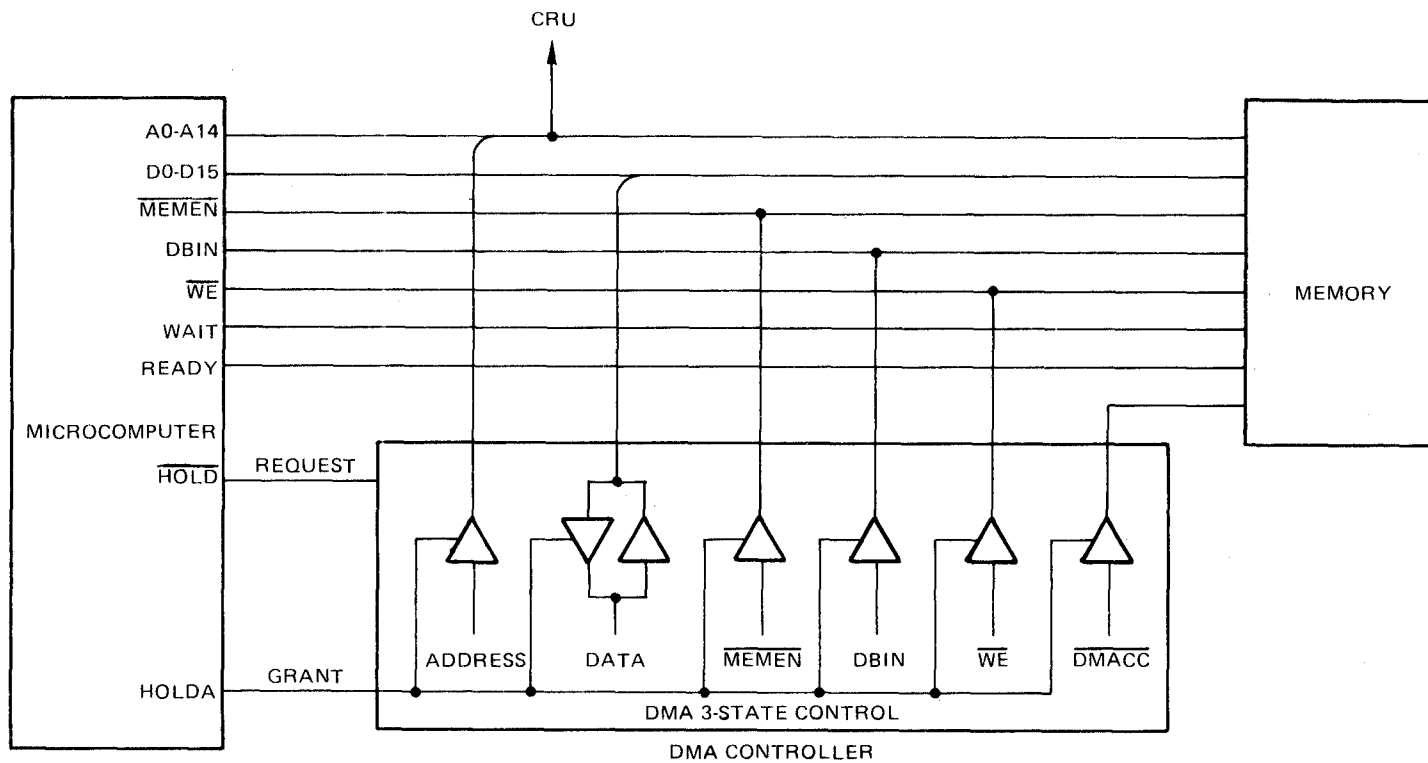 CRU
A0-A14
D0-D15
MEMEN
DBIN
WE
WAIT
READY
MICROCOMPUTER
HOLD
HOLDA
REQUEST
GRANT
MEMORY
ADDRESS
DATA
MEMEN
DBIN
WE
DMACC
DMA 3-STATE CONTROL
DMA CONTROLLER